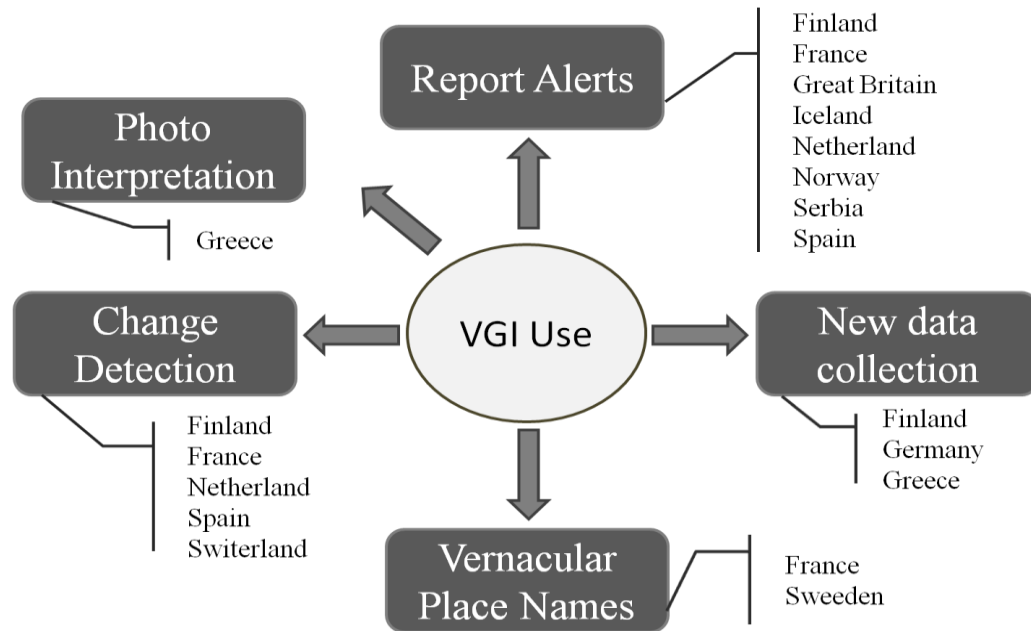 Report Alerts
Finland
France
Great Britain
Iceland
Netherland
Norway
Serbia
Spain
Photo
Interpretation
Greece
VGI Use
Change
Detection
Finland
France
Netherland
Spain
Switerland
New data
collection
Finland
Germany
Greece
Vernacular
Place Names
France
Sweeden